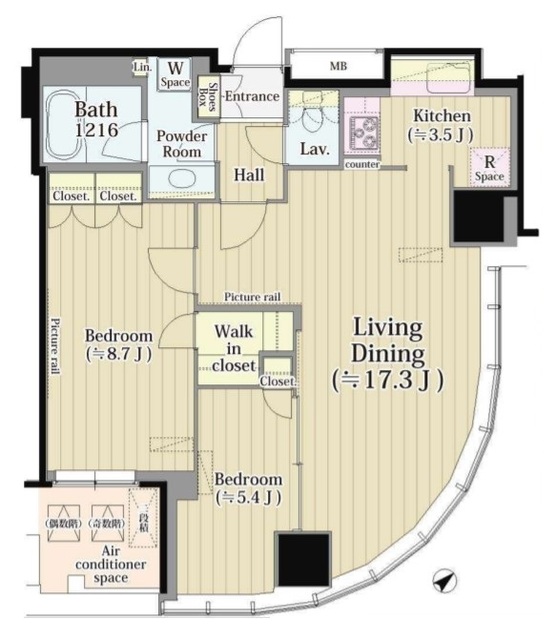 MB
Lin.
W
Space
Shoes
Box
Entrance
Bath
1216
Powder
Room
Lav.
Kitchen
(≒3.5 J)
counter
R
Space
Hall
Closet.
Closet.
Picture rail
Picture rail
Bedroom
(≒8.7 J)
Walk
in
closet
Closet.
Living
Dining
(≒17.3 J)
Bedroom
(≒5.4 J)
(偶数階)
(奇数階)
二段積
Air
conditioner
space